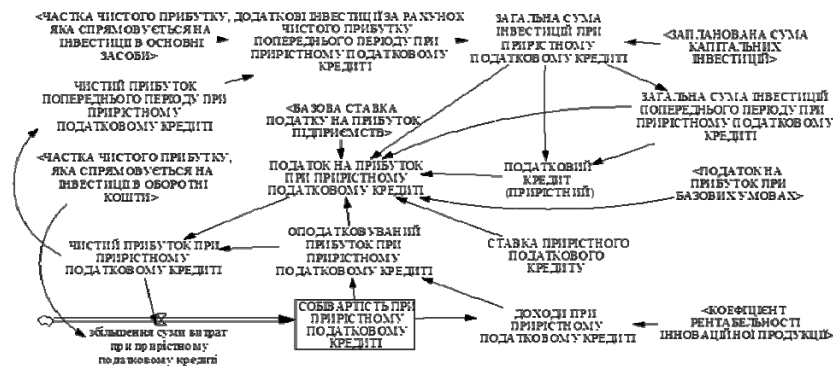 <ЧАСТКА ЧИСТОГО ПРИБУТКУ,
ЯКА СПРЯМОВУЄТЬСЯ НА
ІНВЕСТИЦІЇ В ОСНОВНІ
ЗАСОБИ>
ДОДАТКОВІ ІНВЕСТИЦІЇ ЗА РАХУНОК
ЧИСТОГО ПРИБУТКУ
ПОПЕРЕДНЬОГО ПЕРІОДУ ПРИ
ПРИРІСТНОМУ ПОДАТКОВОМУ
КРЕДИТІ
ЗАГАЛЬНА СУМА
ІНВЕСТИЦІЙ ПРИ
ПРИРІСТНОМУ
ПОДАТКОВОМУ КРЕДИТІ
<ЗАПЛАНОВАНА СУМА
КАПІТАЛЬНИХ
ІНВЕСТИЦІЙ>
ЧИСТИЙ ПРИБУТОК
ПОПЕРЕДНЬОГО ПЕРІОДУ ПРИ
ПРИРІСТНОМУ
ПОДАТКОВОМУ КРЕДИТІ
<БАЗОВА СТАВКА
ПОДАТКУ НА ПРИБУТОК
ПІДПРИЄМСТВ>
ЗАГАЛЬНА СУМА ІНВЕСТИЦІЙ
ПОПЕРЕДНЬОГО ПЕРІОДУ ПРИ
ПРИРІСТНОМУ ПОДАТКОВОМУ
КРЕДИТІ
<ЧАСТКА ЧИСТОГО ПРИБУТКУ,
ЯКА СПРЯМОВУЄТЬСЯ НА
ІНВЕСТИЦІЇ В ОБОРОТНІ
КОШТИ>
ПОДАТОК НА ПРИБУТОК
ПРИ ПРИРІСТНОМУ
ПОДАТКОВОМУ КРЕДИТІ
ПОДАТКОВИЙ
КРЕДИТ
(ПРИРІСТНИЙ)
<ПОДАТОК НА
ПРИБУТОК ПРИ
БАЗОВИХ УМОВАХ>
ЧИСТИЙ ПРИБУТОК ПРИ
ПРИРІСТНОМУ
ПОДАТКОВОМУ КРЕДИТІ
ОПОДАТКОВУВАНИЙ
ПРИБУТОК ПРИ
ПРИРІСТНОМУ
ПОДАТКОВОМУ КРЕДИТІ
СТАВКА ПРИРІСТНОГО
ПОДАТКОВОГО
КРЕДИТУ
збільшення суми витрат
при прирістному
податковому кредиті
СОБІВАРТІСТЬ ПРИ
ПРИРІСТНОМУ
ПОДАТКОВОМУ
КРЕДИТІ
ДОХОДИ ПРИ
ПРИРІСТНОМУ
ПОДАТКОВОМУ КРЕДИТІ
<КОЕФІЦІЄНТ
РЕНТАБЕЛЬНОСТІ
ІННОВАЦІЙНОЇ ПРОДУКЦІЇ>